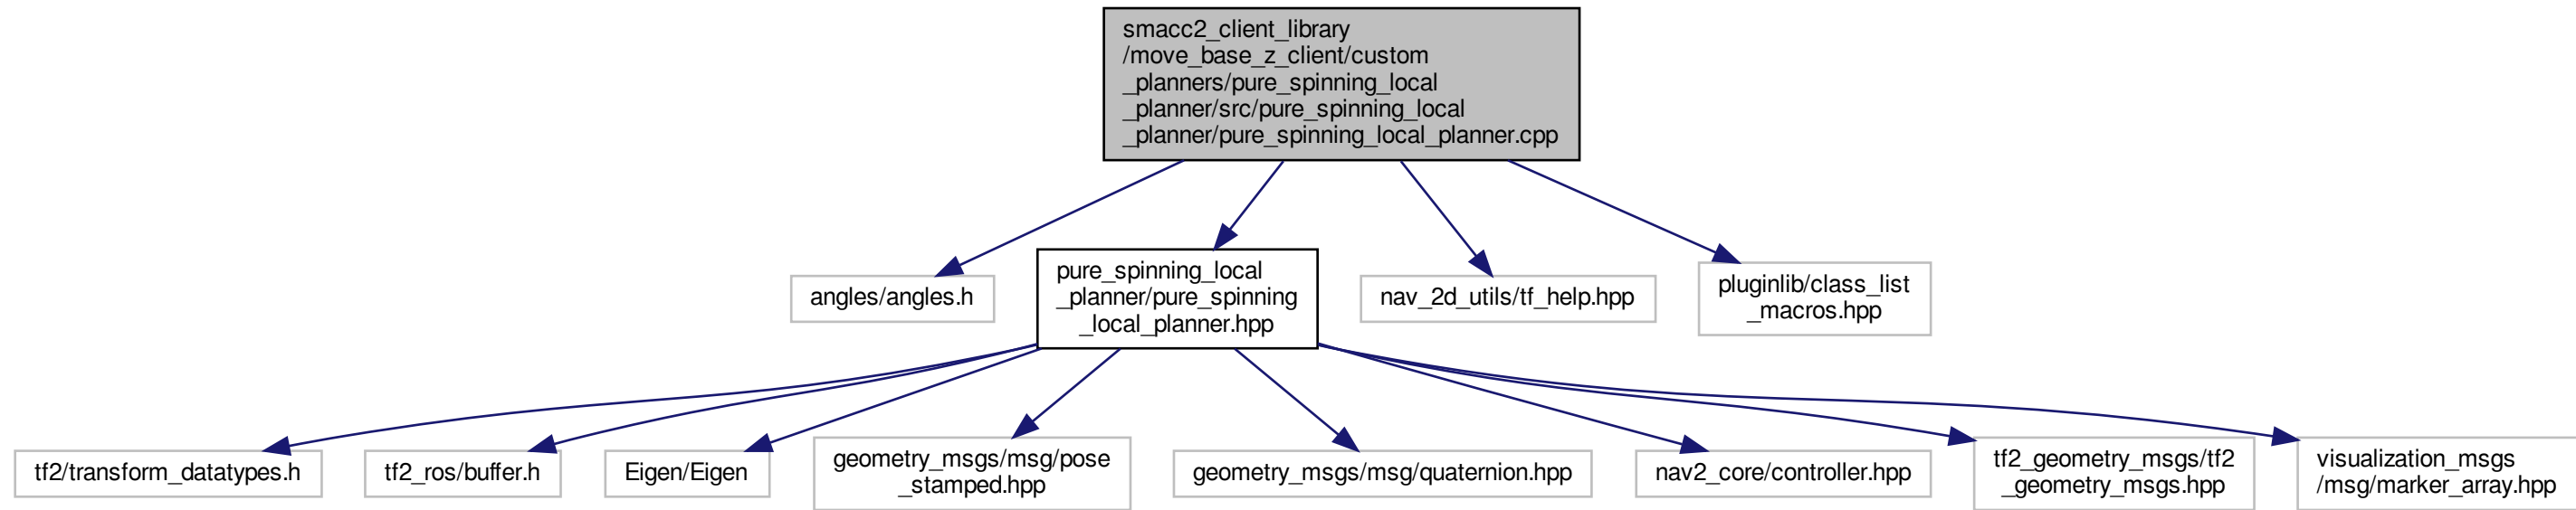 smacc2_client_library
/move_base_z_client/custom
_planners/pure_spinning_local
_planner/src/pure_spinning_local
_planner/pure_spinning_local_planner.cpp
angles/angles.h
pure_spinning_local
_planner/pure_spinning
_local_planner.hpp
nav_2d_utils/tf_help.hpp
pluginlib/class_list
_macros.hpp
tf2/transform_datatypes.h
tf2_ros/buffer.h
Eigen/Eigen
geometry_msgs/msg/pose
_stamped.hpp
geometry_msgs/msg/quaternion.hpp
nav2_core/controller.hpp
tf2_geometry_msgs/tf2
_geometry_msgs.hpp
visualization_msgs
/msg/marker_array.hpp